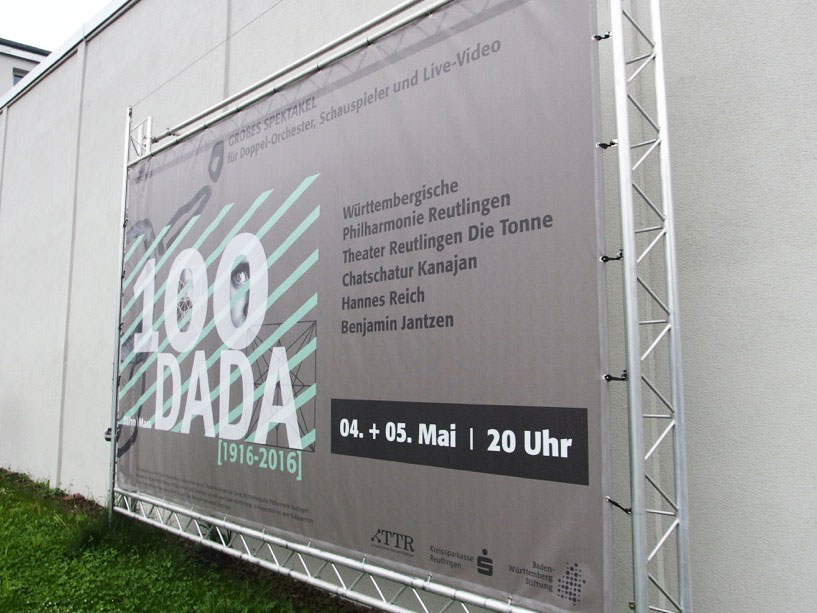 GROßES SPEKTAKEL
für Doppel-Orchester, Schauspieler und Live-Video
Württembergische
Philharmonie Reutlingen
Theater Reutlingen Die Tonne
Chatschatur Kanajan
Hannes Reich
Benjamin Jantzen
100
DADA
[1916-2016]
04. + 05. Mai | 20 Uhr
TTR
Kreissparkasse
Reutlingen
Baden-
Württemberg
Stiftung